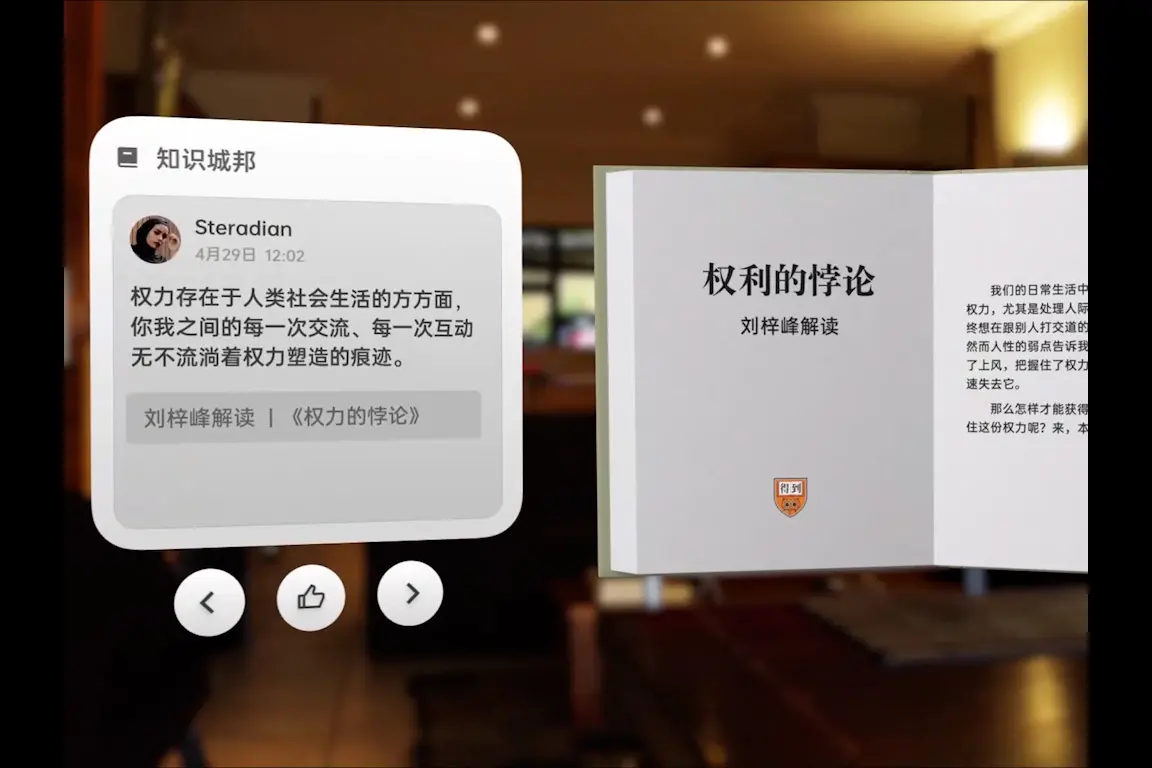 知识城邦
Steradian
4月29日 12:02
权力存在于人类社会生活的方方面，
你我之间的每一次交流、每一次互动
无不流淌着权力塑造的痕迹。
刘梓峰解读 | 《权力的悖论》
权利的悖论
刘梓峰解读
得到
我们的日常生活中
权力，尤其是处理人际
终想在跟别人打交道的
然而人性的弱点告诉我
了上风，把握住了权力
速失去它。
那么怎样才能获得
住这份权力呢？来，本